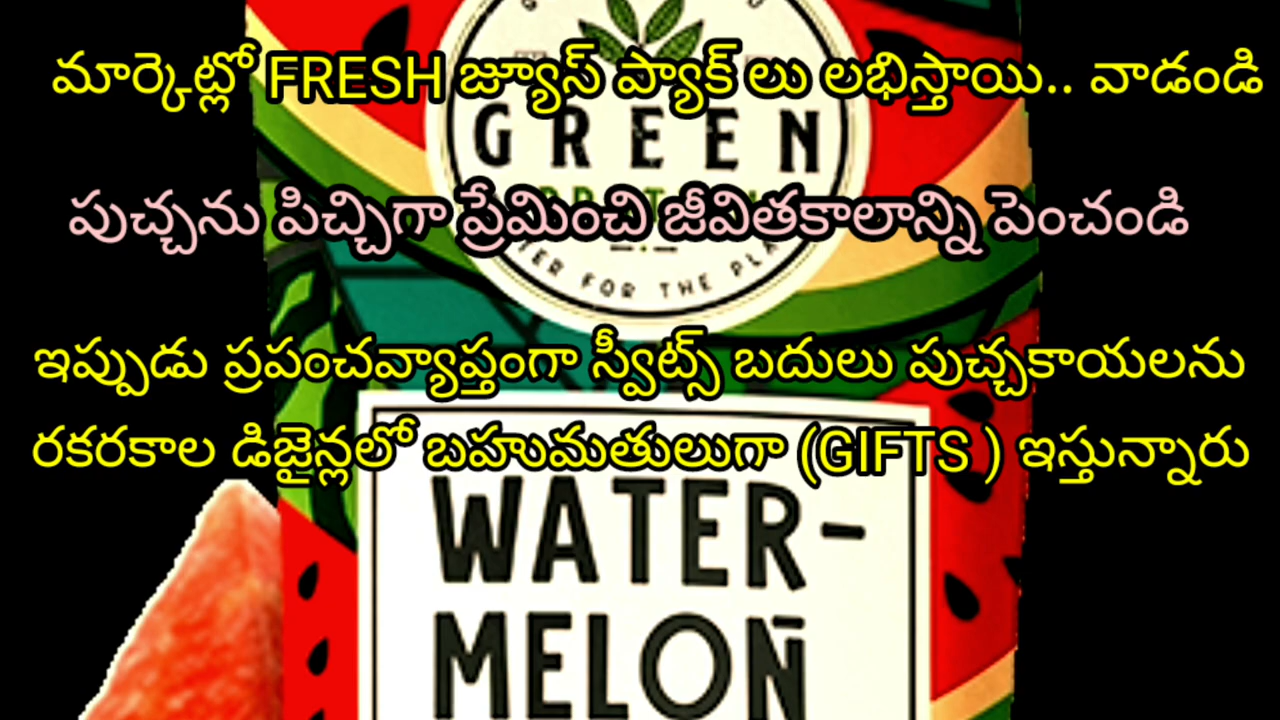 మార్కెట్లో FRESH జ్యూస్ ప్యాక్ లు లభిస్తాయి.. వాడండి
GREEN
పుచ్చను పిచ్చిగా ప్రేమించి జీవితకాలాన్ని పెంచండి
FOR THE
ఇప్పుడు ప్రపంచవ్యాప్తంగా స్వీట్స్ బదులు పుచ్చకాయలను
రకరకాల డిజైన్లలో బహుమతులుగా (GIFTS ) ఇస్తున్నారు
WATER-
MELON